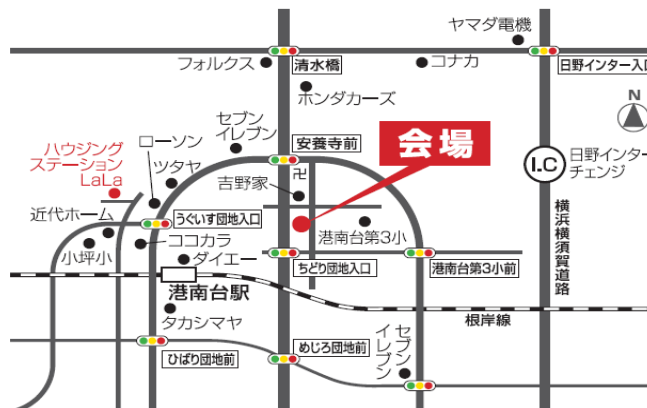 ヤマダ電機
フォルクス
清水橋
コナカ
日野インター入口
ホンダカーズ
N
セブン
イレブン
安養寺前
会場
ハウジング
ステーション
LaLa
ローソン
ツタヤ
卍
吉野家
I.C
日野インター
チェンジ
近代ホーム
うぐいす団地入口
港南台第3小
横浜横須賀道路
小坪小
ココカラ
ダイエー
ちどり団地入口
港南台第3小前
港南台駅
タカシマヤ
根岸線
ひばり団地前
めじろ団地前
セブン
イレブン